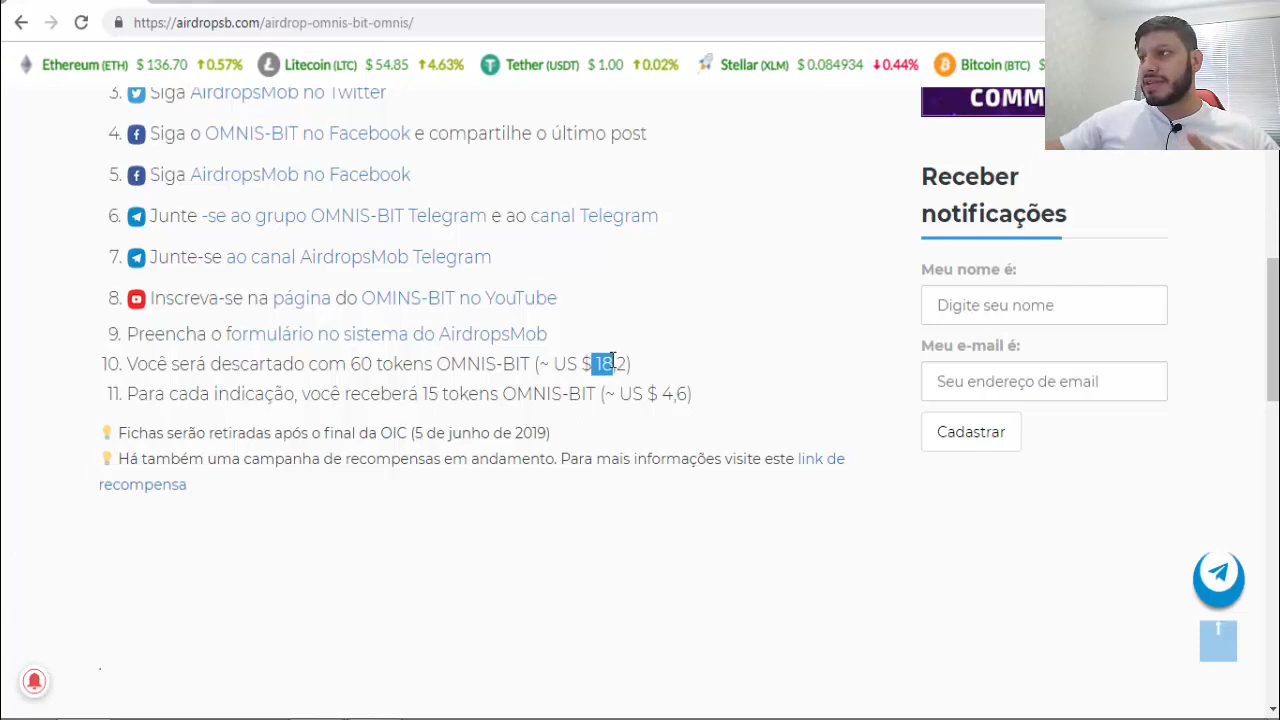 https://airdropsb.com/airdrop-omnis-bit-omnis/
Ethereum (ETH) $ 136.70 ↑0.57% Litecoin (LTC) $ 54.85 ↑4.63% Tether (USDT) $ 1.00 ↑0.02% Stellar (XLM) $ 0.084934 ↓0.44% Bitcoin (BTC) $
3. Siga AirdropsMob no Twitter
4. Siga o OMNIS-BIT no Facebook e compartilhe o último post
5. Siga AirdropsMob no Facebook
6. Junte -se ao grupo OMNIS-BIT Telegram e ao canal Telegram
7. Junte-se ao canal AirdropsMob Telegram
8. Inscreva-se na página do OMINS-BIT no YouTube
9. Preencha o formulário no sistema do AirdropsMob
10. Você será descartado com 60 tokens OMNIS-BIT (~ US $ 18,2)
11. Para cada indicação, você receberá 15 tokens OMNIS-BIT (~ US $ 4,6)
Fichas serão retiradas após o final da OIC (5 de junho de 2019)
Há também uma campanha de recompensas em andamento. Para mais informações visite este link de
recompensa
COMM
Receber
notificações
Meu nome é:
Digite seu nome
Meu e-mail é:
Seu endereço de email
Cadastrar